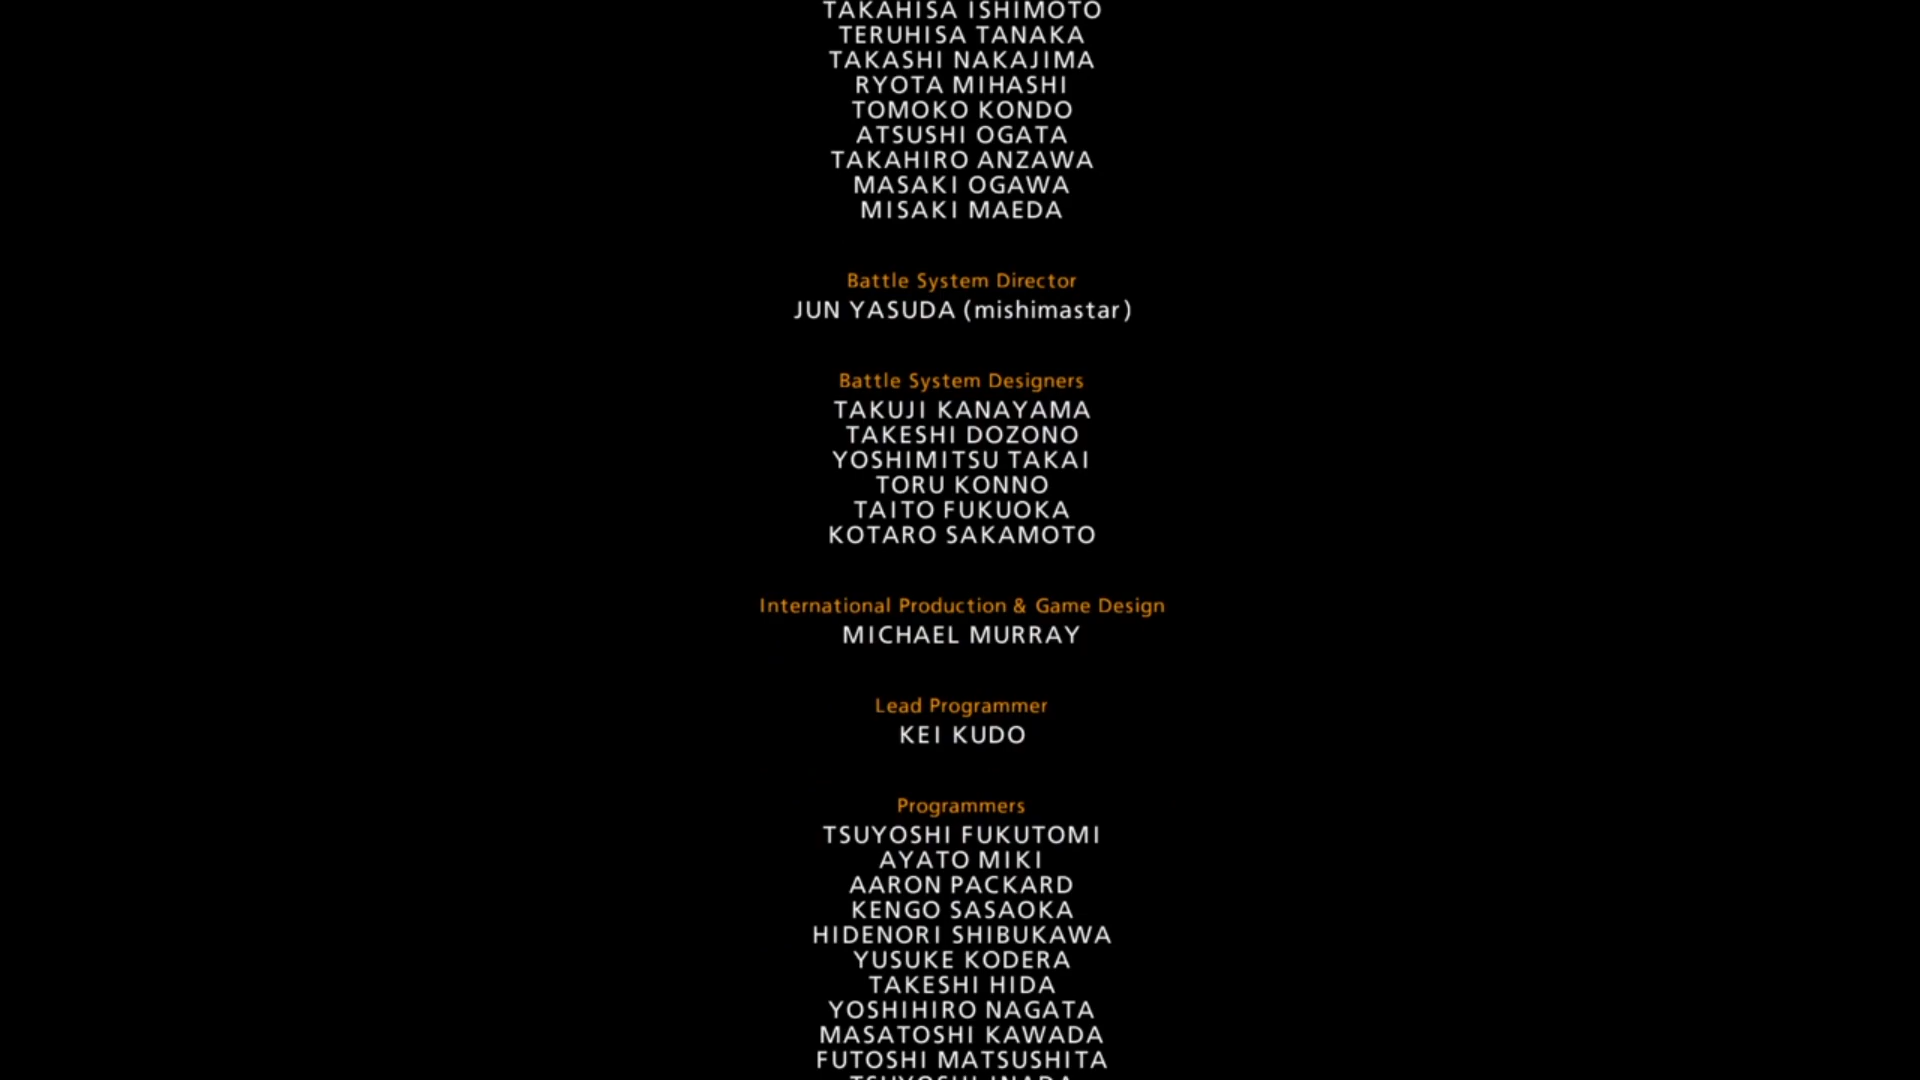 TAKAHISA ISHIMOTO
TERUHISA TANAKA
TAKASHI NAKAJIMA
RYOTA MIHASHI
TOMOKO KONDO
ATSUSHI OGATA
TAKAHIRO ANZAWA
MASAKI OGAWA
MISAKI MAEDA
Battle System Director
JUN YASUDA (mishimastar)
Battle System Designers
TAKUJI KANAYAMA
TAKESHI DOZONO
YOSHIMITSU TAKAI
TORU KONNO
TAITO FUKUOKA
KOTARO SAKAMOTO
International Production & Game Design
MICHAEL MURRAY
Lead Programmer
KEI KUDO
Programmers
TSUYOSHI FUKUTOMI
AYATO MIKI
AARON PACKARD
KENGO SASAOKA
HIDENORI SHIBUKAWA
YUSUKE KODERA
TAKESHI HIDA
YOSHIHIRO NAGATA
MASATOSHI KAWADA
FUTOSHI MATSUSHITA